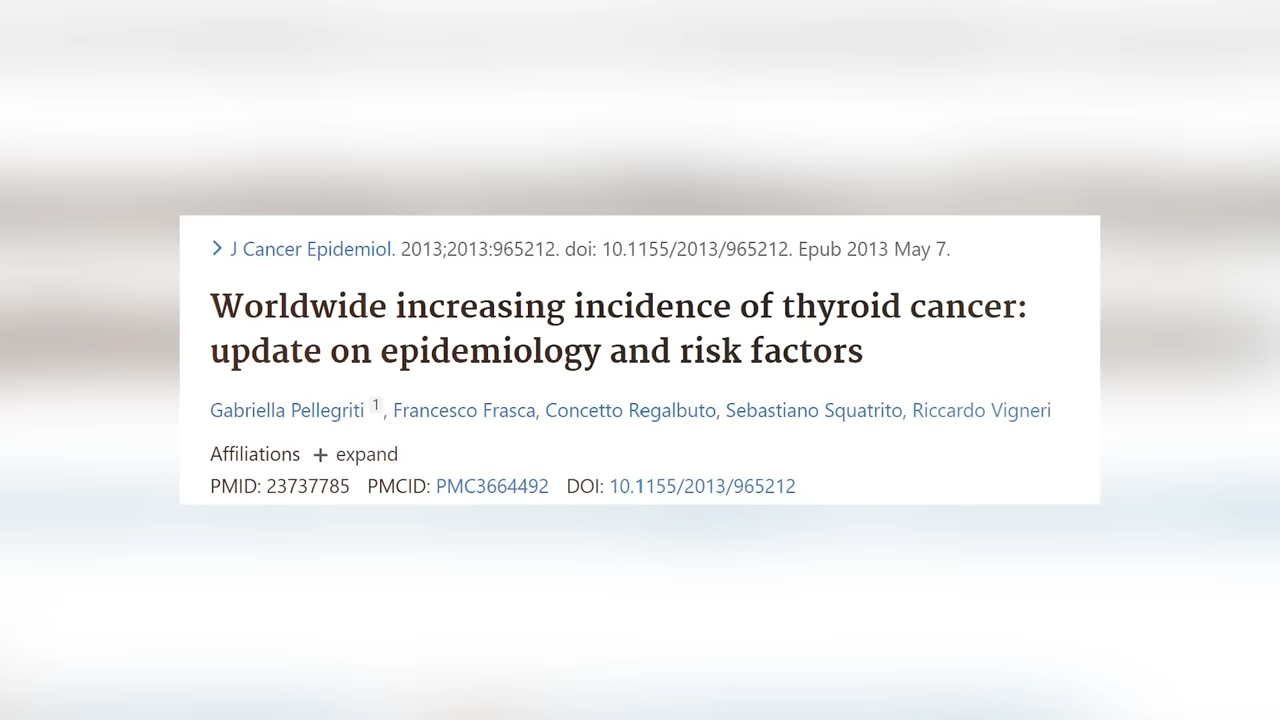 J Cancer Epidemiol. 2013;2013:965212. doi: 10.1155/2013/965212. Epub 2013 May 7.
Worldwide increasing incidence of thyroid cancer:
update on epidemiology and risk factors
Gabriella Pellegriti 1, Francesco Frasca, Concetto Regalbuto, Sebastiano Squatrito, Riccardo Vigneri
Affiliations + expand
PMID: 23737785 PMCID: PMC3664492 DOI: 10.1155/2013/965212